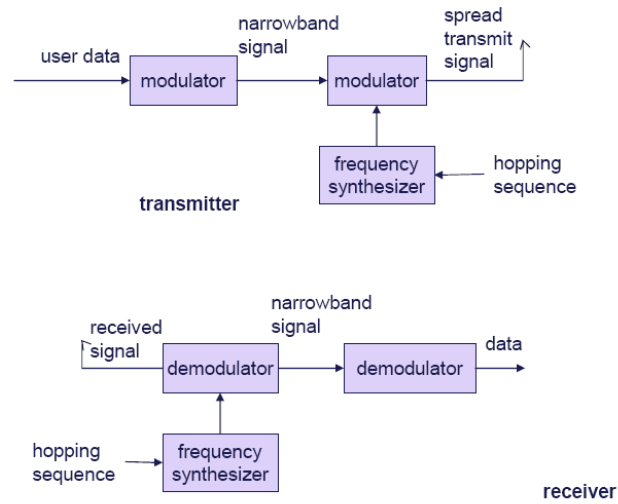 narrowband
signal
spread
transmit
signal
user data
modulator
modulator
frequency
synthesizer
hopping
sequence
transmitter
received
signal
narrowband
signal
data
demodulator
demodulator
hopping
sequence
frequency
synthesizer
receiver